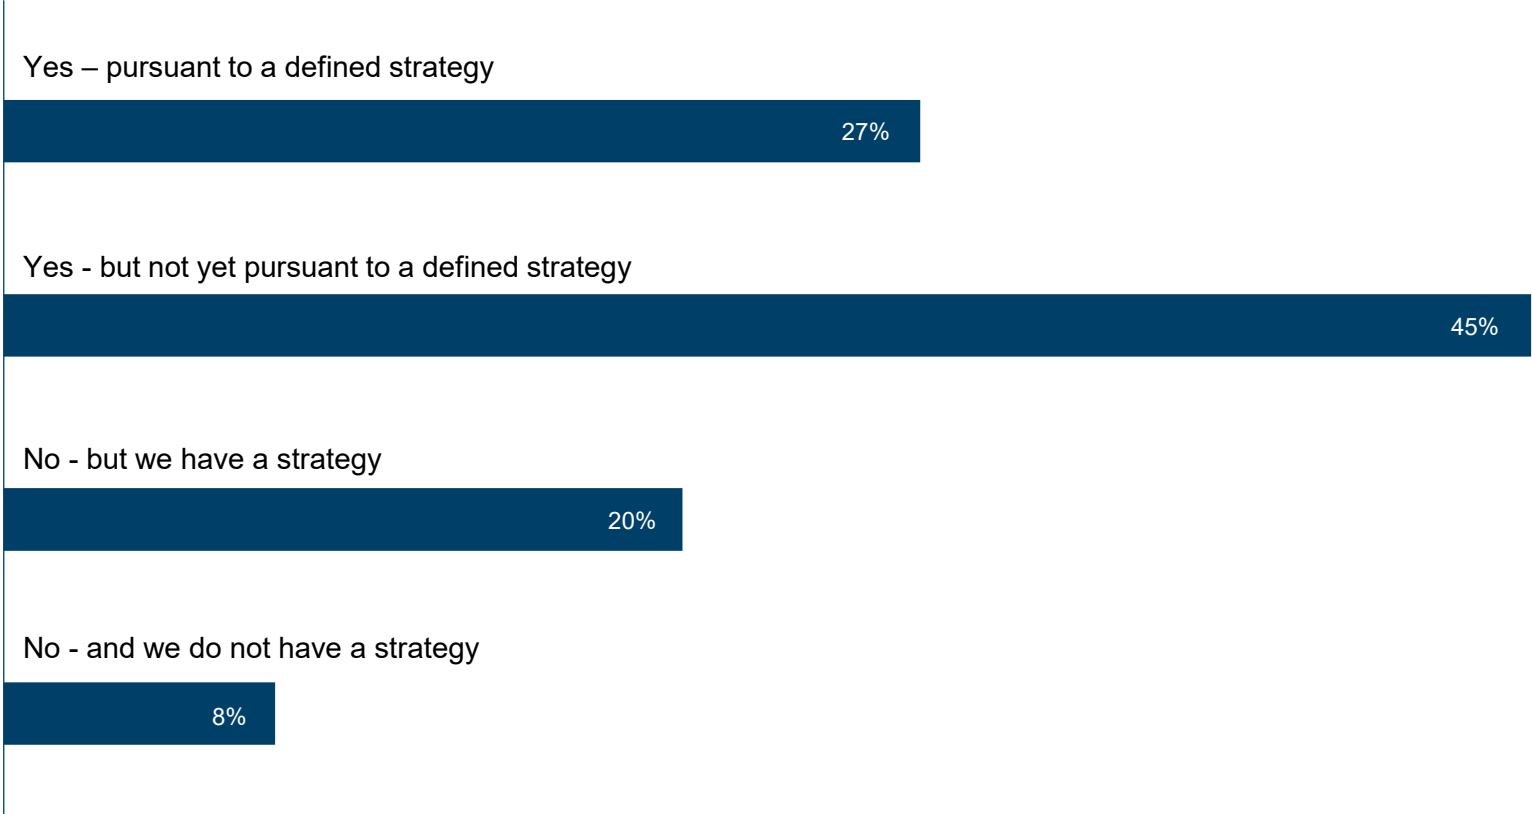 Yes – pursuant to a defined strategy
27%
Yes - but not yet pursuant to a defined strategy
45%
No - but we have a strategy
20%
No - and we do not have a strategy
8%